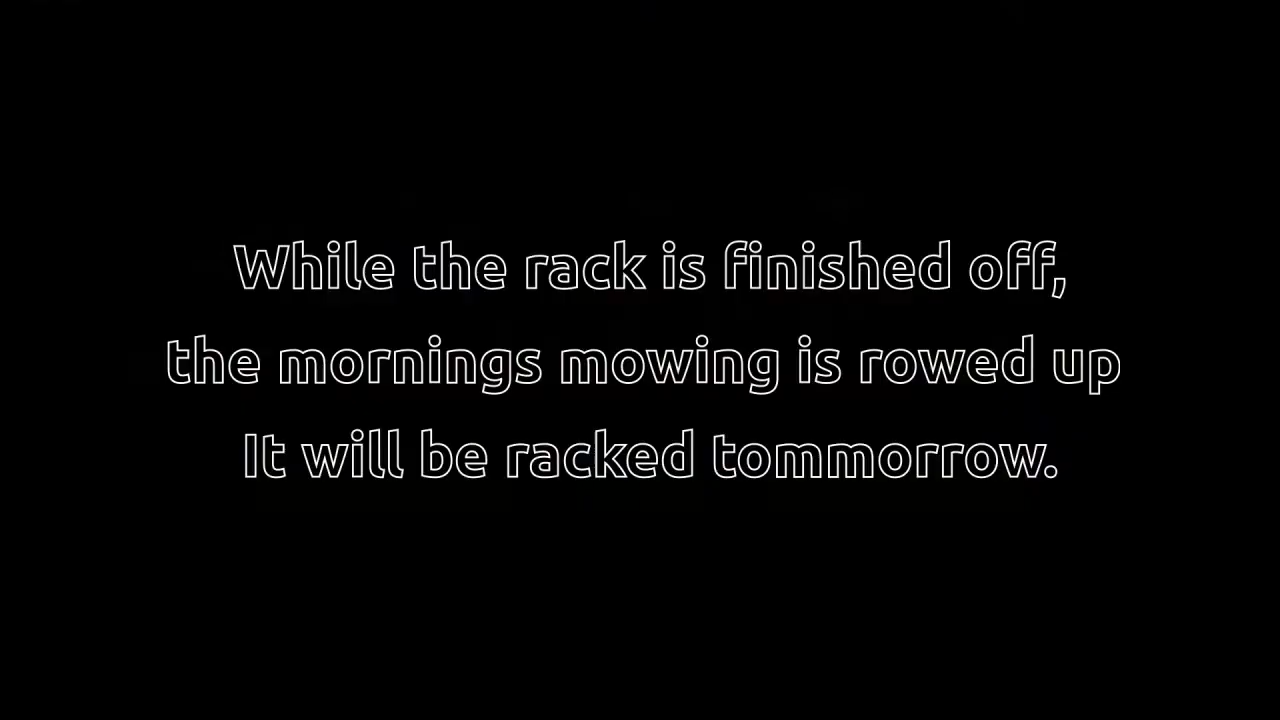 While the rack is finished off,
the mornings mowing is rowed up
It will be racked tommorrow.